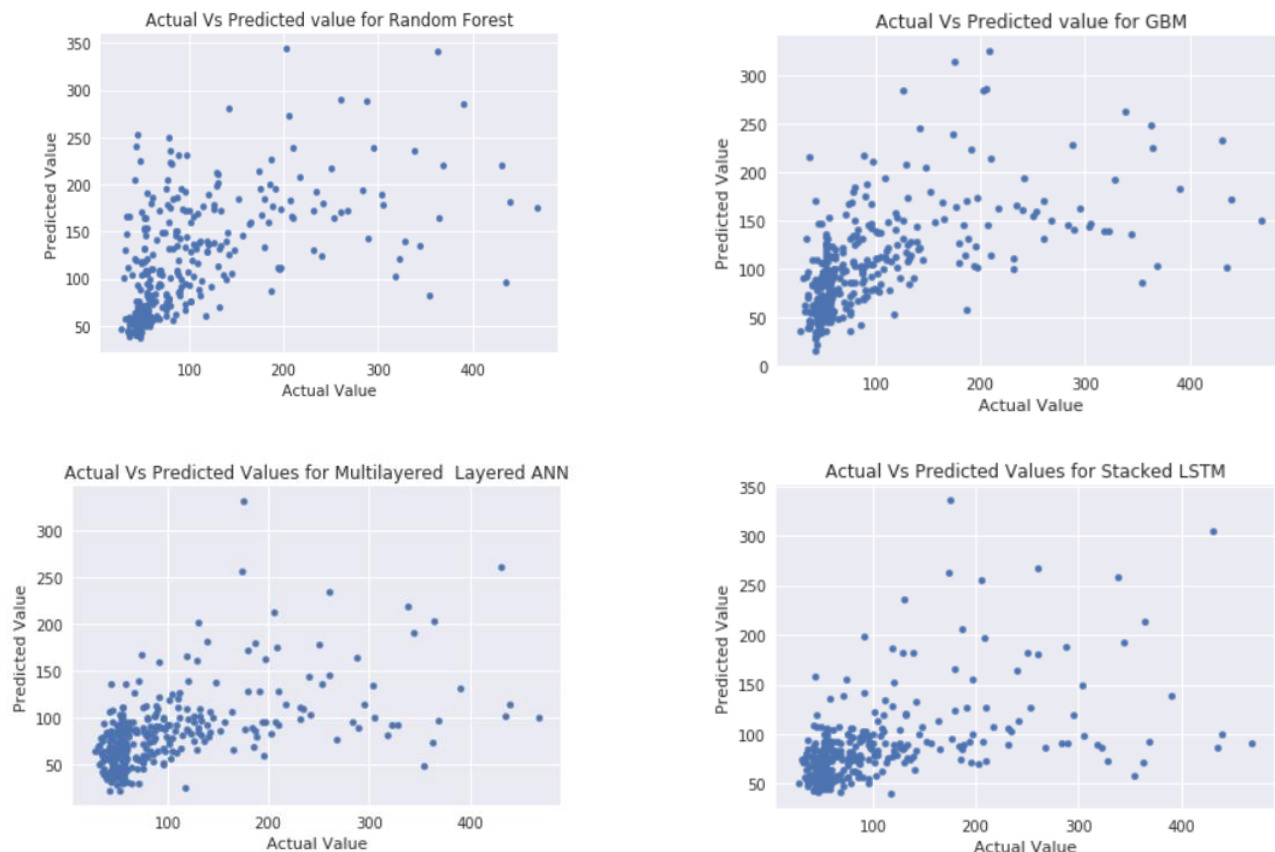 Actual Vs Predicted value for Random Forest
350
300
250
200
150
100
50
Predicted Value
100 200 300 400
Actual Value
Actual Vs Predicted value for GBM
300
250
200
150
100
50
0
Predicted Value
100 200 300 400
Actual Value
Actual Vs Predicted Values for Multilayered Layered ANN
300
250
200
150
100
50
Predicted Value
100 200 300 400
Actual Value
Actual Vs Predicted Values for Stacked LSTM
350
300
250
200
150
100
50
Predicted Value
100 200 300 400
Actual Value